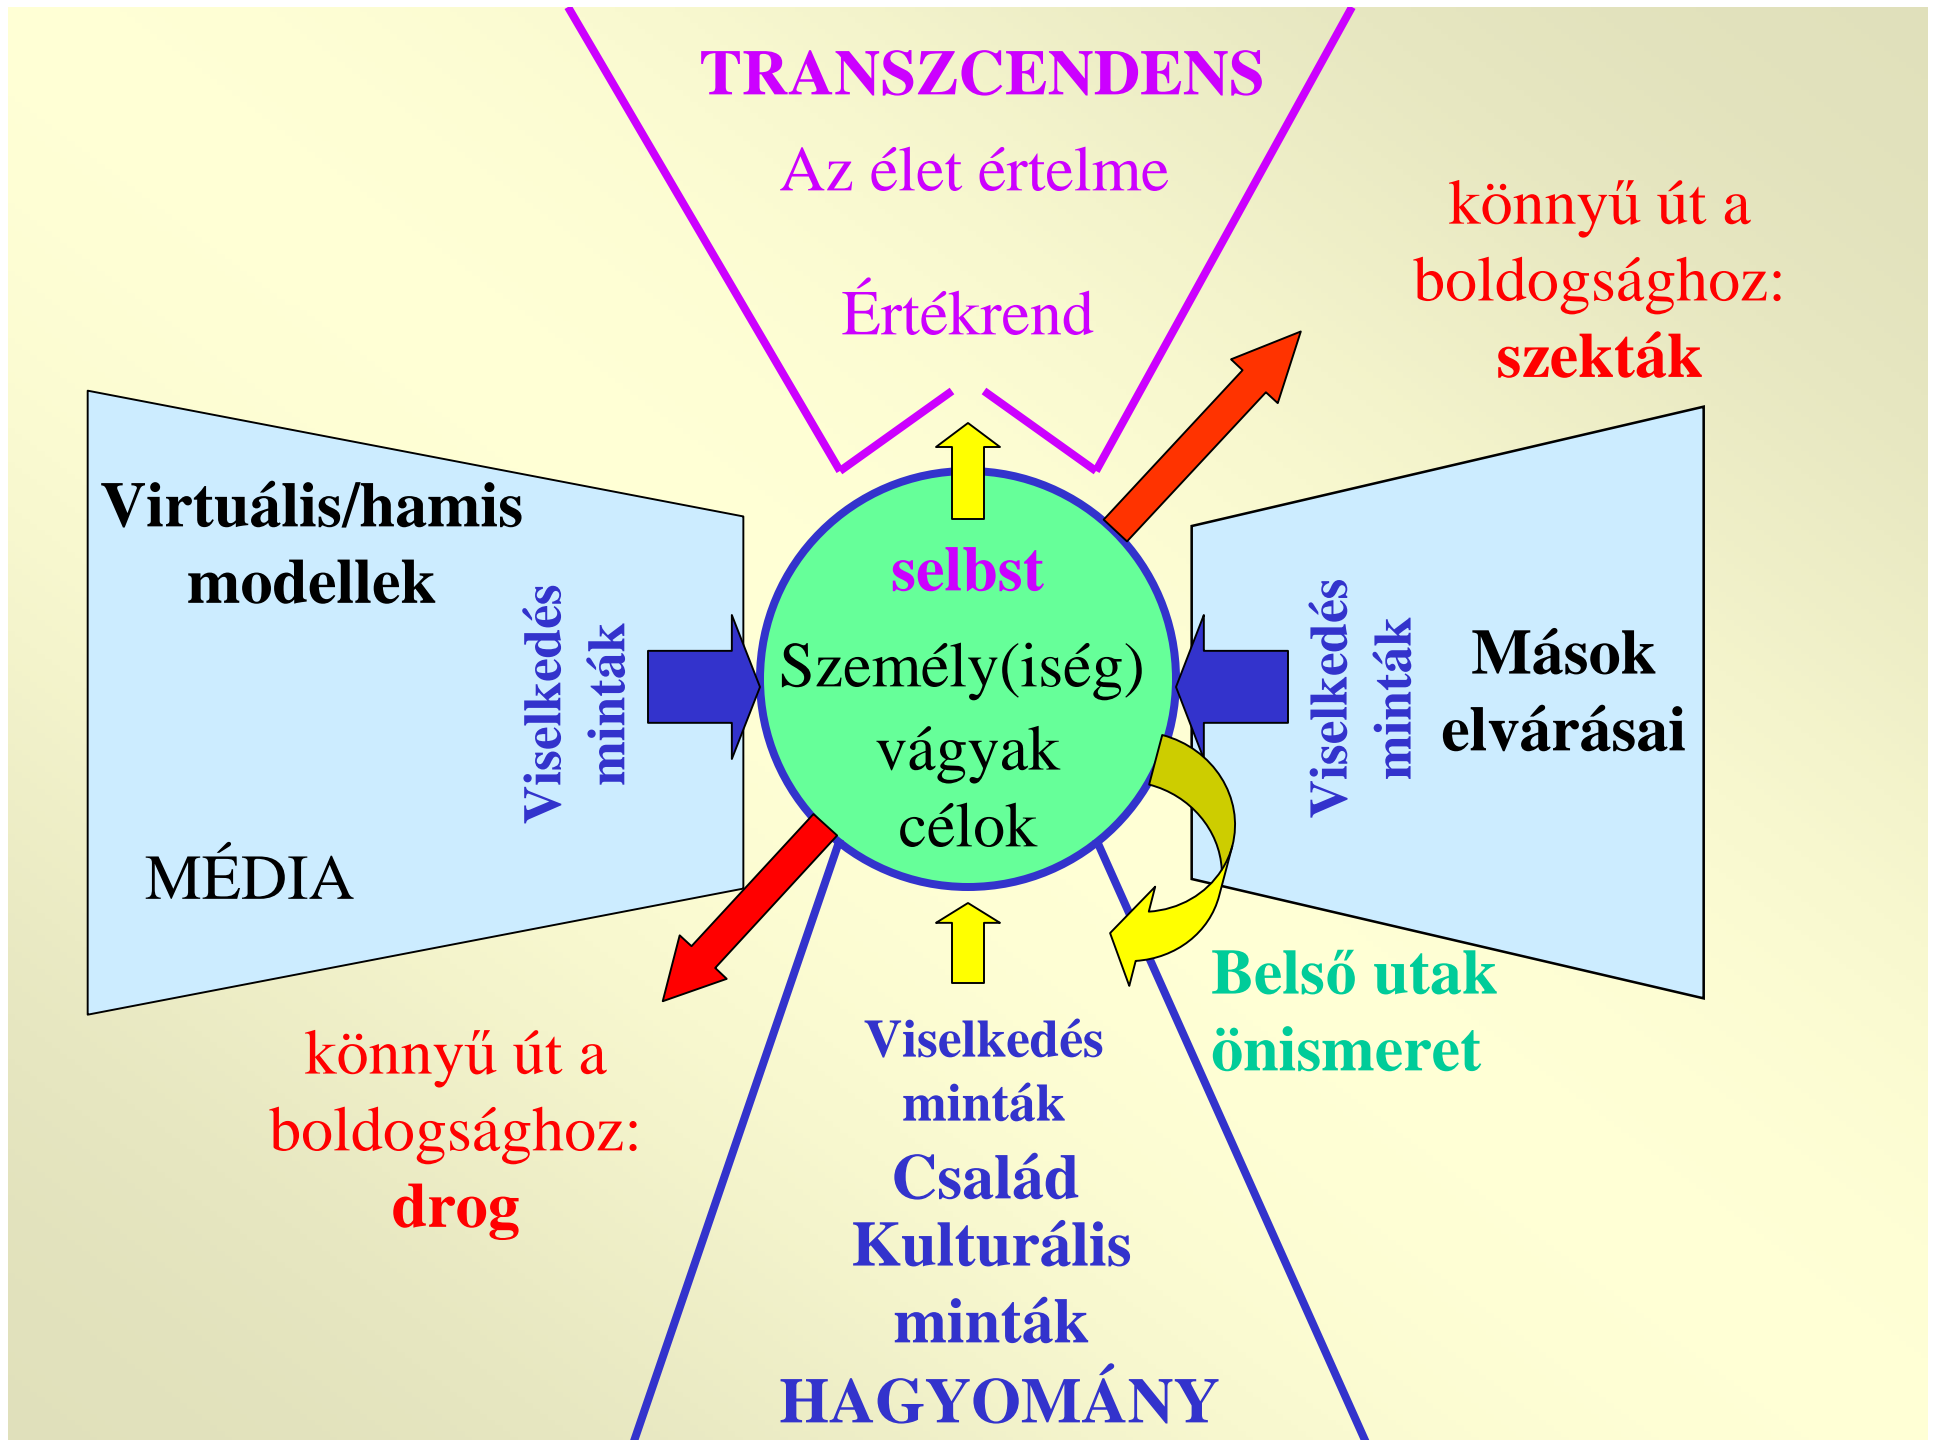 TRANSZCENDENS
Az élet értelme
Értékrend
könnyű út a
boldogsághoz:
szekták
Virtuális/hamis
modellek
Viselkedés
minták
MÉDIA
selbst
Személy(iség)
vágyak
célok
Viselkedés
minták
Mások
elvárásai
Belső utak
önismeret
könnyű út a
boldogsághoz:
drog
Viselkedés
minták
Család
Kulturális
minták
HAGYOMÁNY